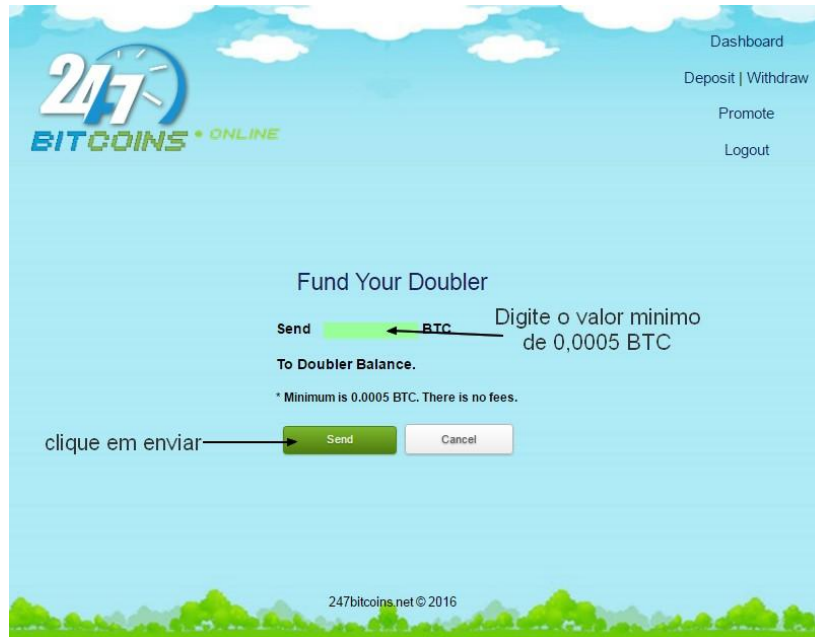 Dashboard
Deposit | Withdraw
Promote
Logout
247
BITCOINS • ONLINE
Fund Your Doubler
Send BTC
Digite o valor minimo
de 0,0005 BTC
To Doubler Balance.
* Minimum is 0.0005 BTC. There is no fees.
clique em enviar
Send
Cancel
247bitcoins.net © 2016